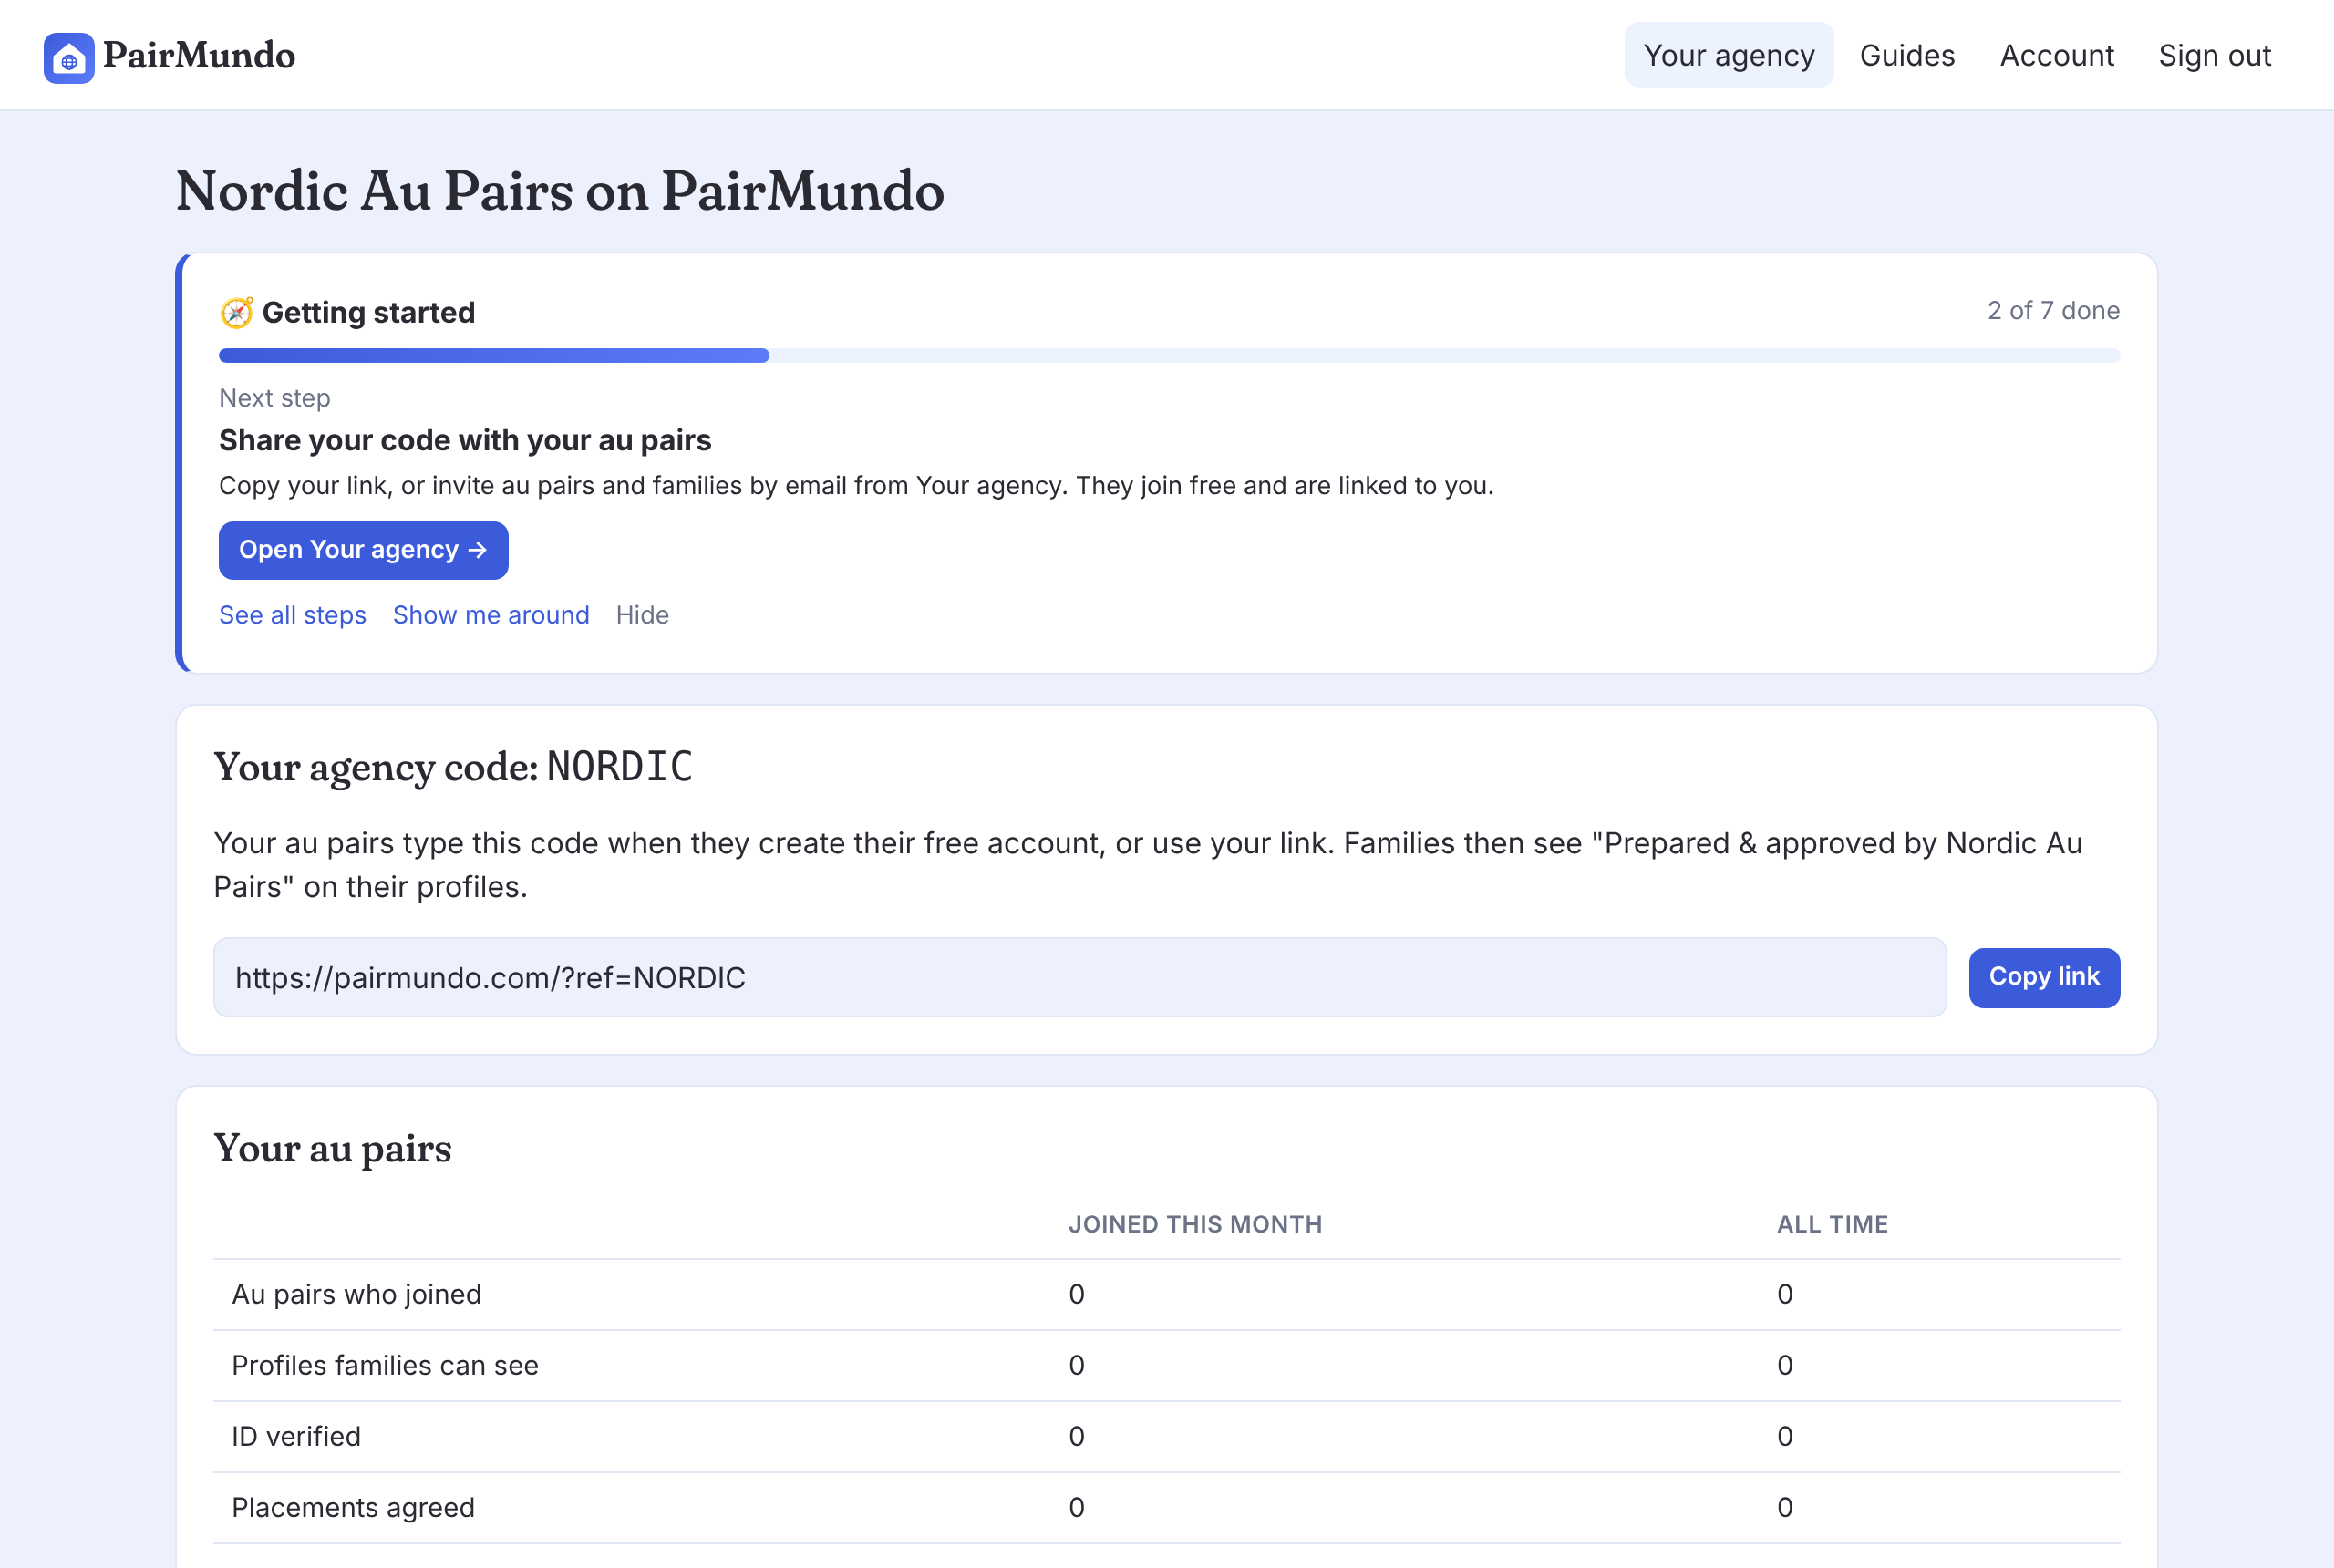 PairMundo
Your agency
Guides
Account
Sign out
Nordic Au Pairs on PairMundo
Getting started
2 of 7 done
Next step
Share your code with your au pairs
Copy your link, or invite au pairs and families by email from Your agency. They join free and are linked to you.
Open Your agency →
See all steps
Show me around
Hide
Your agency code: NORDIC
Your au pairs type this code when they create their free account, or use your link. Families then see "Prepared & approved by Nordic Au
Pairs" on their profiles.
https://pairmundo.com/?ref=NORDIC
Copy link
Your au pairs
JOINED THIS MONTH
ALL TIME
Au pairs who joined 0 0
Profiles families can see 0 0
ID verified 0 0
Placements agreed 0 0